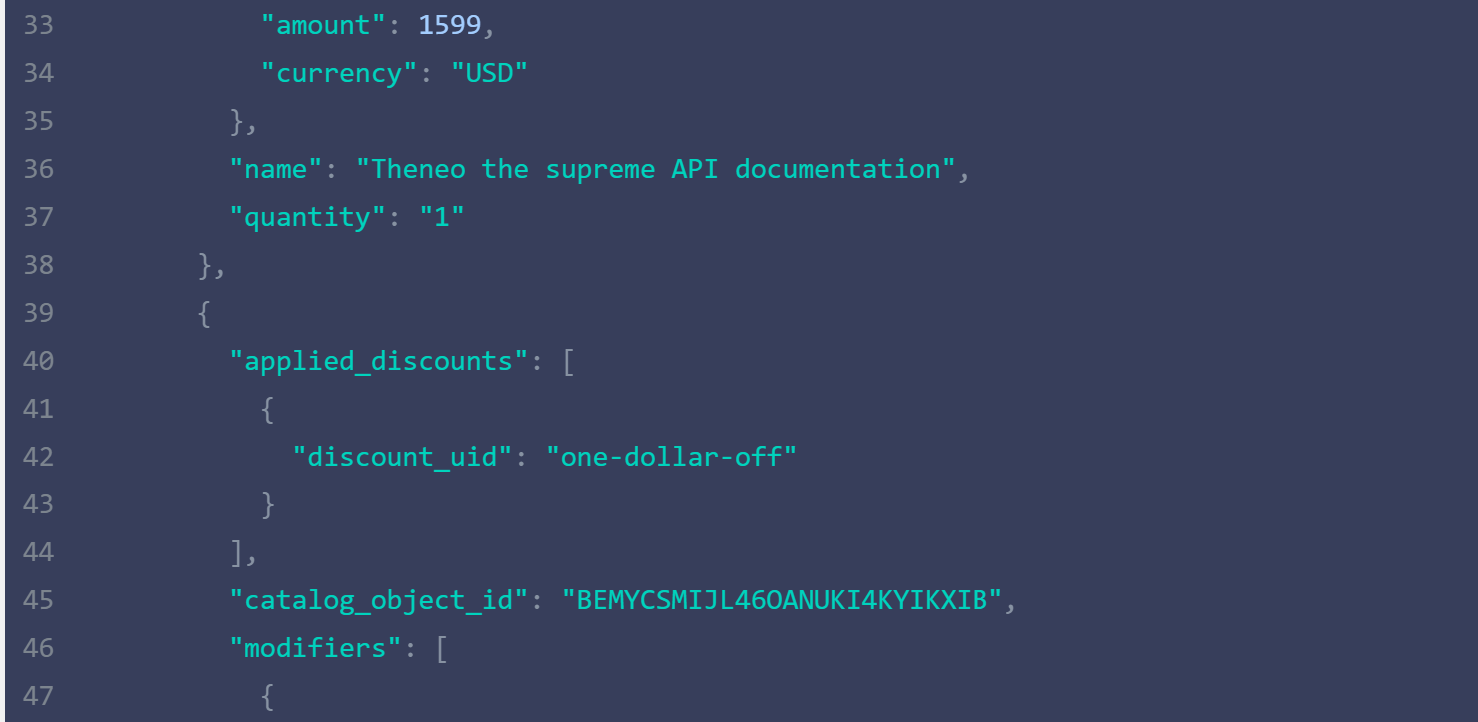 33 "amount": 1599,
34 "currency": "USD"
35 },
36 "name": "Theneo the supreme API documentation",
37 "quantity": "1"
38 },
39 {
40 "applied_discounts": [
41 {
42 "discount_uid": "one-dollar-off"
43 }
44 ],
45 "catalog_object_id": "BEMYCSMIJL46OANUKI4KYIKXIB",
46 "modifiers": [
47 {